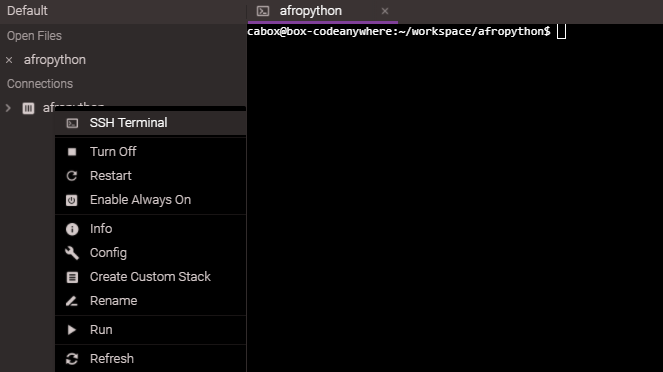 Default
Open Files
× afropython
Connections
afropython
SSH Terminal
Turn Off
Restart
Enable Always On
Info
Config
Create Custom Stack
Rename
Run
Refresh
afropython ×
cabox@box-codeanywhere:~/workspace/afropython$